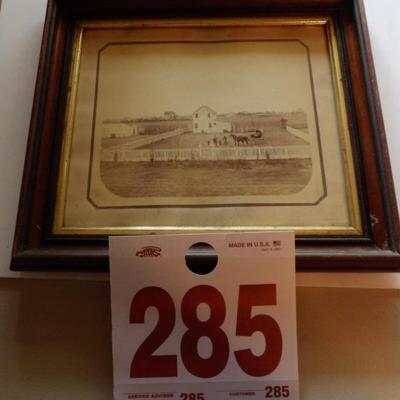 MADE IN U.S.A.
285
SERVICE ADVISOR 285 CUSTOMER 285